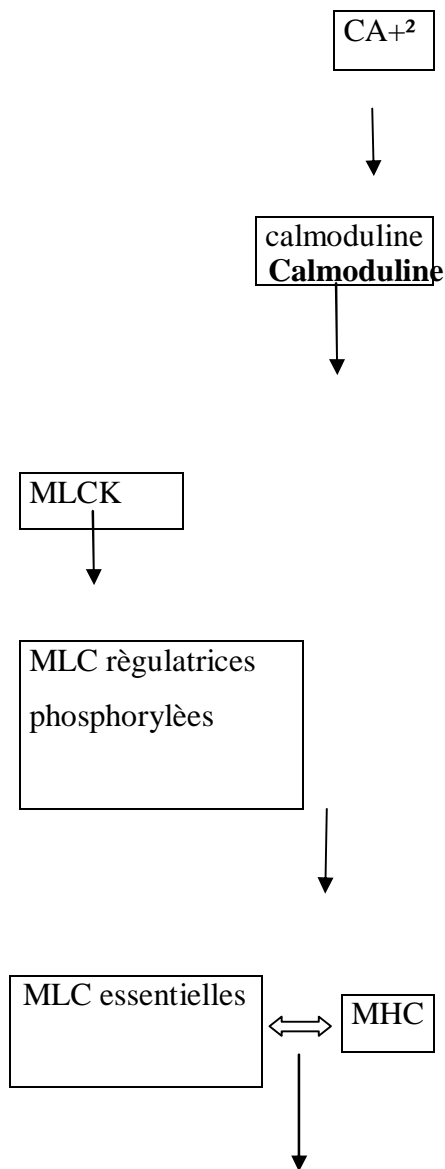 CA+²
calmoduline
Calmoduline
MLCK
MLC règulatrices
phosphorylèes
MLC essentielles
MHC